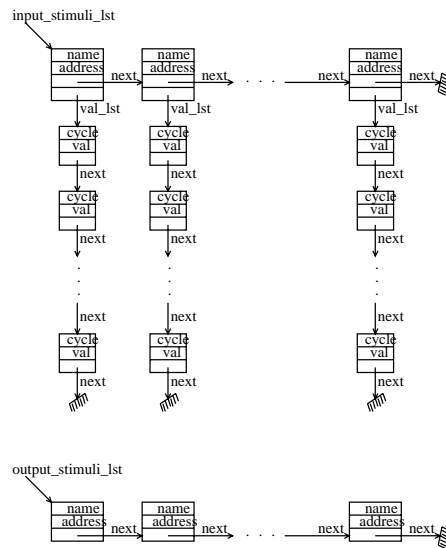 input_stimuli_lst
name name name
address address address
next next . . . next
val_lst val_lst val_lst
cycle cycle cycle
val val val
next next next
cycle cycle cycle
val val val
next next next
. . .
. . .
. . .
next next next
cycle cycle cycle
val val val
next next next
output_stimuli_lst
name name name
address address address
next next . . . next